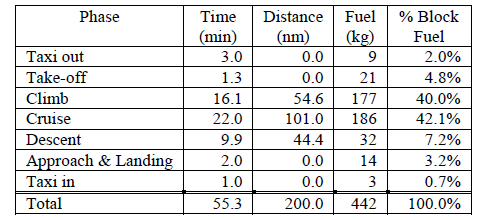 Phase Time Distance Fuel % Block
(min) (nm) (kg) Fuel
Taxi out 3.0 0.0 9 2.0%
Take-off 1.3 0.0 21 4.8%
Climb 16.1 54.6 177 40.0%
Cruise 22.0 101.0 186 42.1%
Descent 9.9 44.4 32 7.2%
Approach & Landing 2.0 0.0 14 3.2%
Taxi in 1.0 0.0 3 0.7%
Total 55.3 200.0 442 100.0%